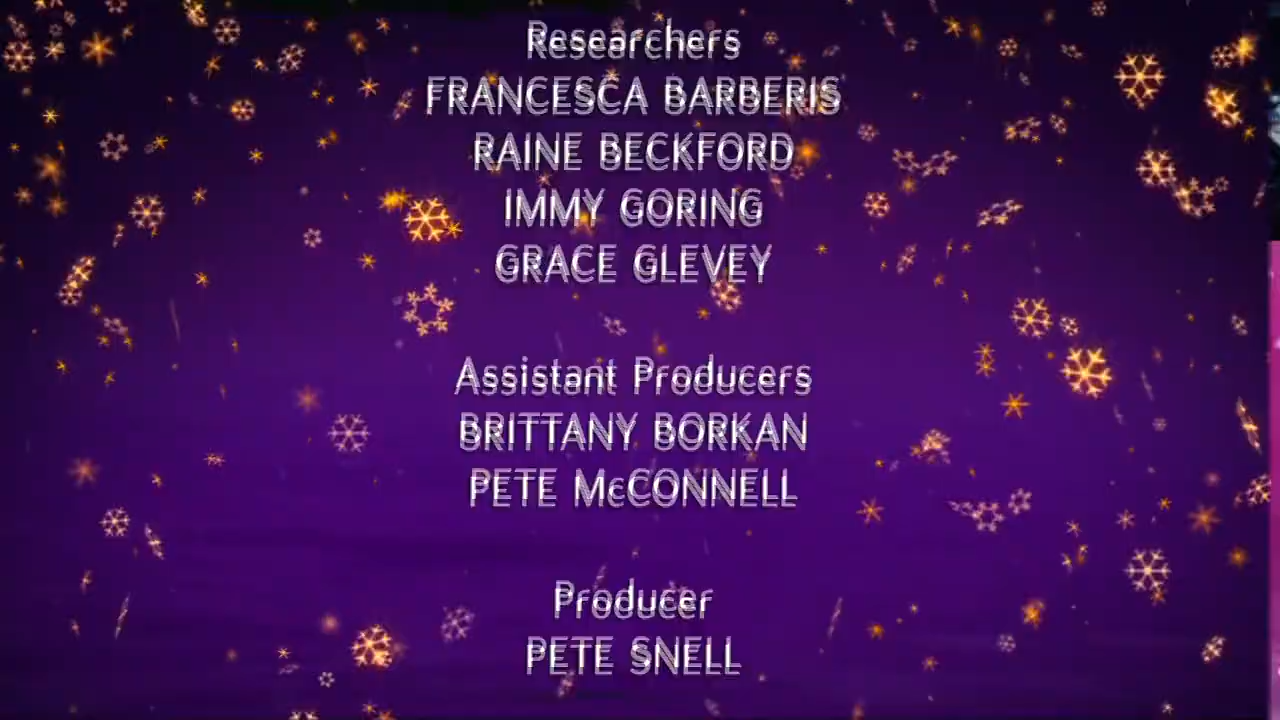 Researchers
FRANCESCA BARBERIS
RAINE BECKFORD
IMMY GORING
GRACE GLEVEY
Assistant Producers
BRITTANY BORKAN
PETE McCONNELL
Producer
PETE SNELL